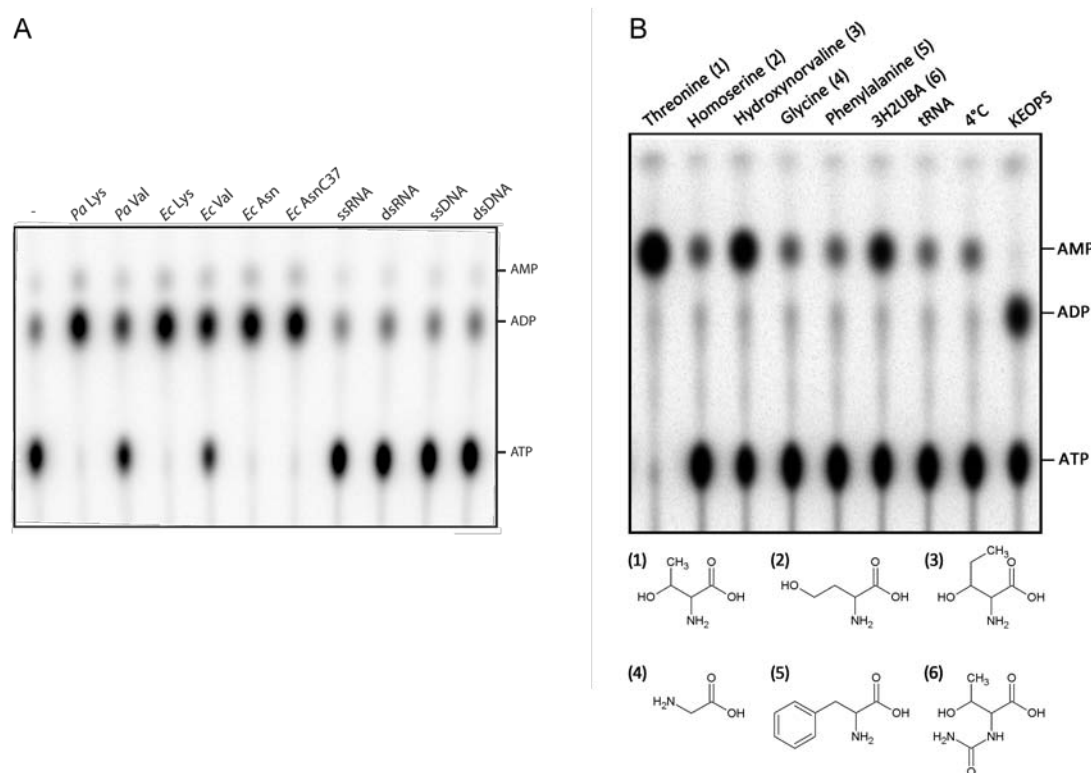 A
-
Pa Lys
Pa Val
Ec Lys
Ec Val
Ec Asn
Ec AsnC37
ssRNA
dsRNA
ssDNA
dsDNA
AMP
ADP
ATP
B
Threonine (1)
Homoserine (2)
Hydroxynorvaline (3)
Glycine (4)
Phenylalanine (5)
3H2UBA (6)
tRNA
4°C
KEOPS
AMP
ADP
ATP
(1)
CH3
O
HO
OH
NH2
(2)
O
HO
OH
NH2
(3)
CH3
O
HO
OH
NH2
(4)
O
H2N
OH
(5)
O
OH
NH2
(6)
CH3
O
HO
OH
H2N
NH
O